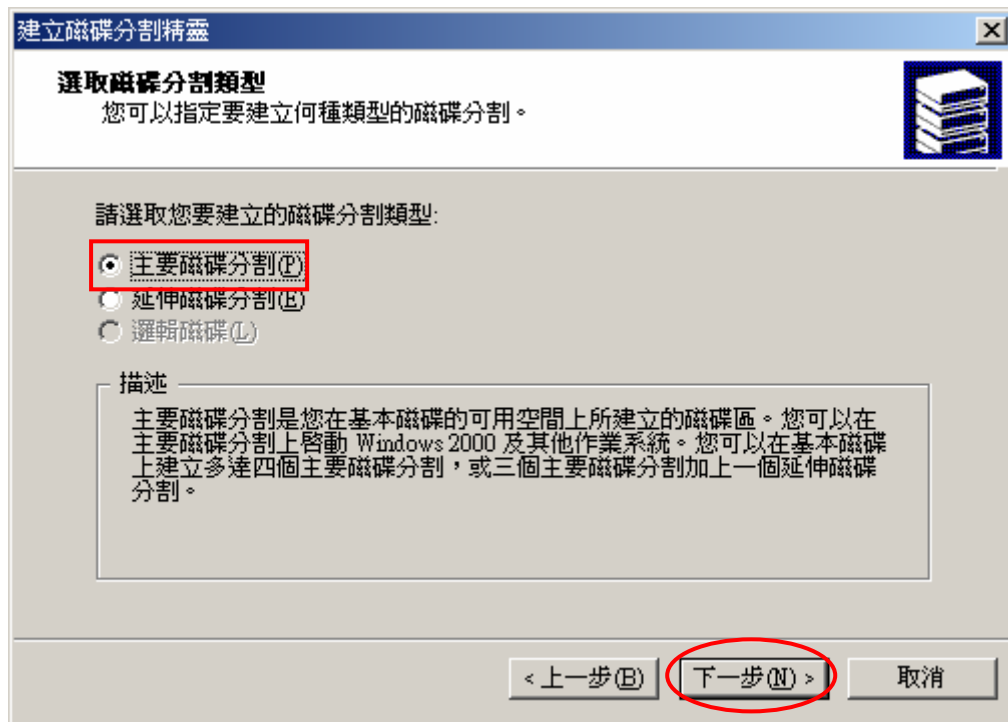 建立磁碟分割精靈
選取磁碟分割類型
您可以指定要建立何種類型的磁碟分割。
請選取您要建立的磁碟分割類型:
主要磁碟分割(P)
延伸磁碟分割(E)
邏輯磁碟(L)
描述
主要磁碟分割是您在基本磁碟的可用空間上所建立的磁碟區。您可以在
主要磁碟分割上啟動 Windows 2000 及其他作業系統。您可以在基本磁碟
上建立多達四個主要磁碟分割，或三個主要磁碟分割加上一個延伸磁碟
分割。
<上一步(B)
下一步(N) >
取消